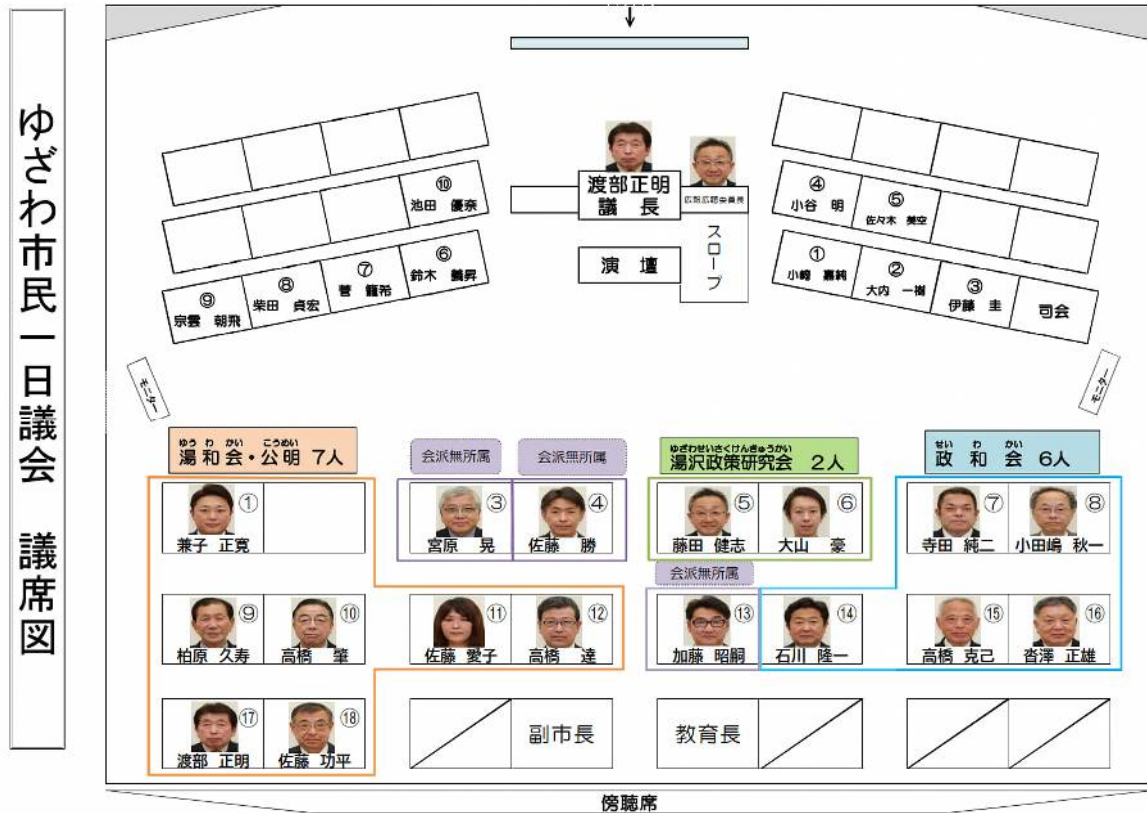 ゆざわ市民一日議会 議席図
渡部正明
議長
広報広聴委員長
スロープ
演壇
⑩
池田 優奈
⑥
鈴木 義昇
⑦
菅 龍希
⑧
柴田 貞宏
⑨
宗雲 朝飛
④
小谷 明
⑤
佐々木 美空
①
小嶋 嘉純
②
大内 一樹
③
伊藤 圭
司会
モニター
モニター
ゆうわかい こうめい
湯和会・公明 7人
会派無所属
会派無所属
ゆざわせいさくけんきゅうかい
湯沢政策研究会 2人
せいわかい
政和会 6人
①
兼子 正寛
③
宮原 晃
④
佐藤 勝
⑤
藤田 健志
⑥
大山 豪
⑦
寺田 純二
⑧
小田嶋 秋一
会派無所属
⑨
柏原 久寿
⑩
高橋 肇
⑪
佐藤 愛子
⑫
高橋 達
⑬
加藤 昭嗣
⑭
石川 隆一
⑮
高橋 克己
⑯
沓澤 正雄
⑰
渡部 正明
⑱
佐藤 功平
副市長
教育長
傍聴席